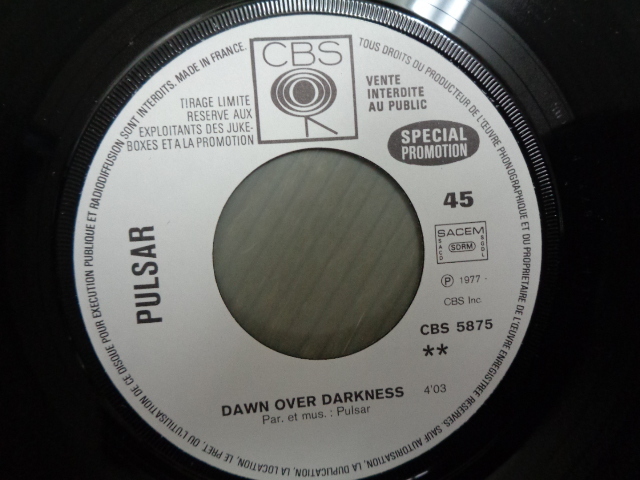 CBS
TIRAGE LIMITE
RESERVE AUX
EXPLOITANTS DES JUKE-
BOXES ET A LA PROMOTION
VENTE
INTERDITE
AU PUBLIC
SPECIAL
PROMOTION
45
SACEM
SACD
SDRM
SGDL
PULSAR
Ⓟ 1977
CBS Inc
CBS 5875
**
DAWN OVER DARKNESS 4'03
Par. et mus. : Pulsar
TOUS DROITS DU PRODUCTEUR DE L'ŒUVRE PHONOGRAPHIQUE ET DU PROPRIETAIRE DE L'ŒUVRE ENREGISTREE RESERVES. SAUF AUTORISATION, LA DUPLICATION, LA LOCATION, LE PRET, OU L'UTILISATION DE CE DISQUE POUR EXECUTION PUBLIQUE ET RADIODIFFUSION SONT INTERDITS. MADE IN FRANCE.